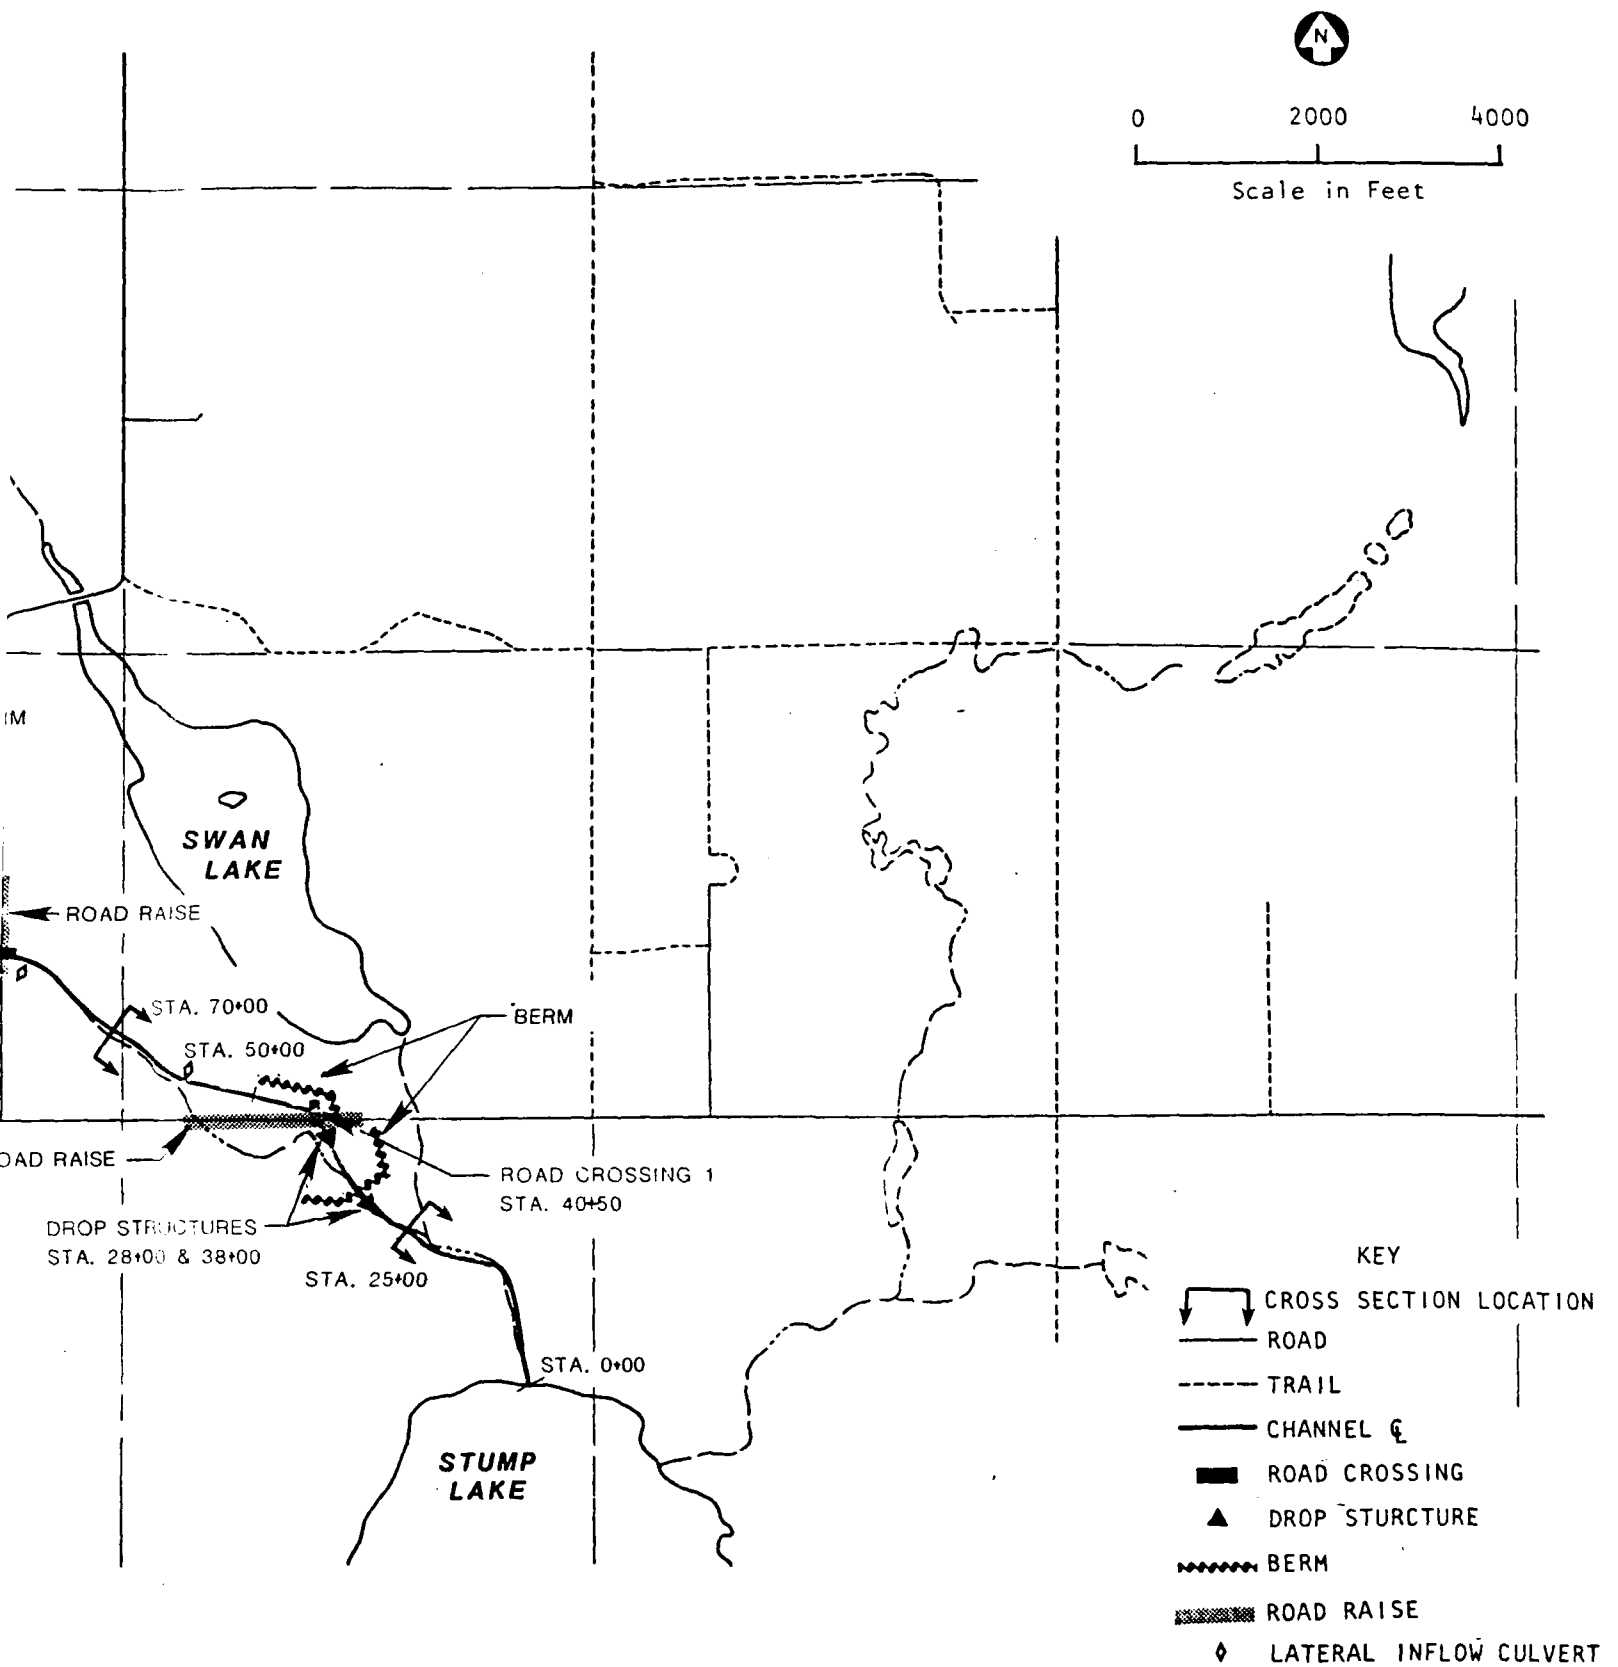 N
0 2000 4000
Scale in Feet
SWAN
LAKE
ROAD RAISE
STA. 70+00
STA. 50+00
BERM
OAD RAISE
ROAD CROSSING 1
STA. 40+50
DROP STRUCTURES
STA. 28+00 & 38+00
STA. 25+00
STA. 0+00
STUMP
LAKE
KEY
CROSS SECTION LOCATION
ROAD
TRAIL
CHANNEL ℄
ROAD CROSSING
DROP STURCTURE
BERM
ROAD RAISE
LATERAL INFLOW CULVERT